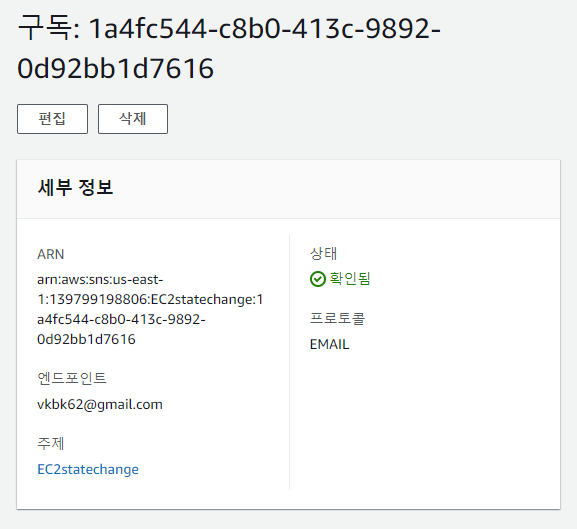 구독: 1a4fc544-c8b0-413c-9892-
0d92bb1d7616
편집 삭제
세부 정보
ARN
arn:aws:sns:us-east-
1:139799198806:EC2statechange:1
a4fc544-c8b0-413c-9892-
0d92bb1d7616
엔드포인트
vkbk62@gmail.com
주제
EC2statechange
상태
확인됨
프로토콜
EMAIL